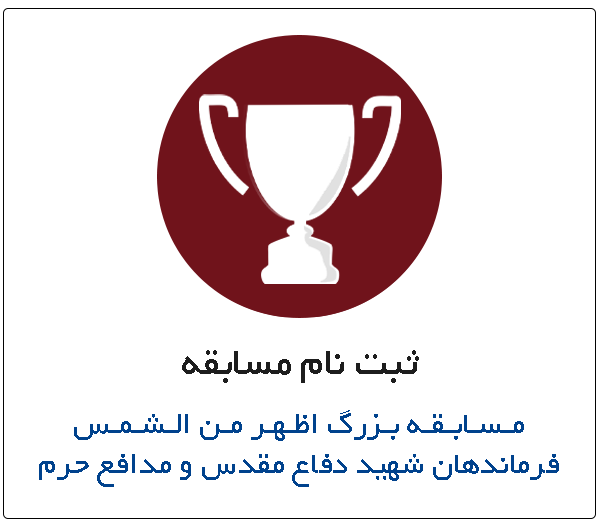 ثبت نام مسابقه
مسابقه بزرگ اظهر من الشمس
فرماندهان شهید دفاع مقدس و مدافع حرم